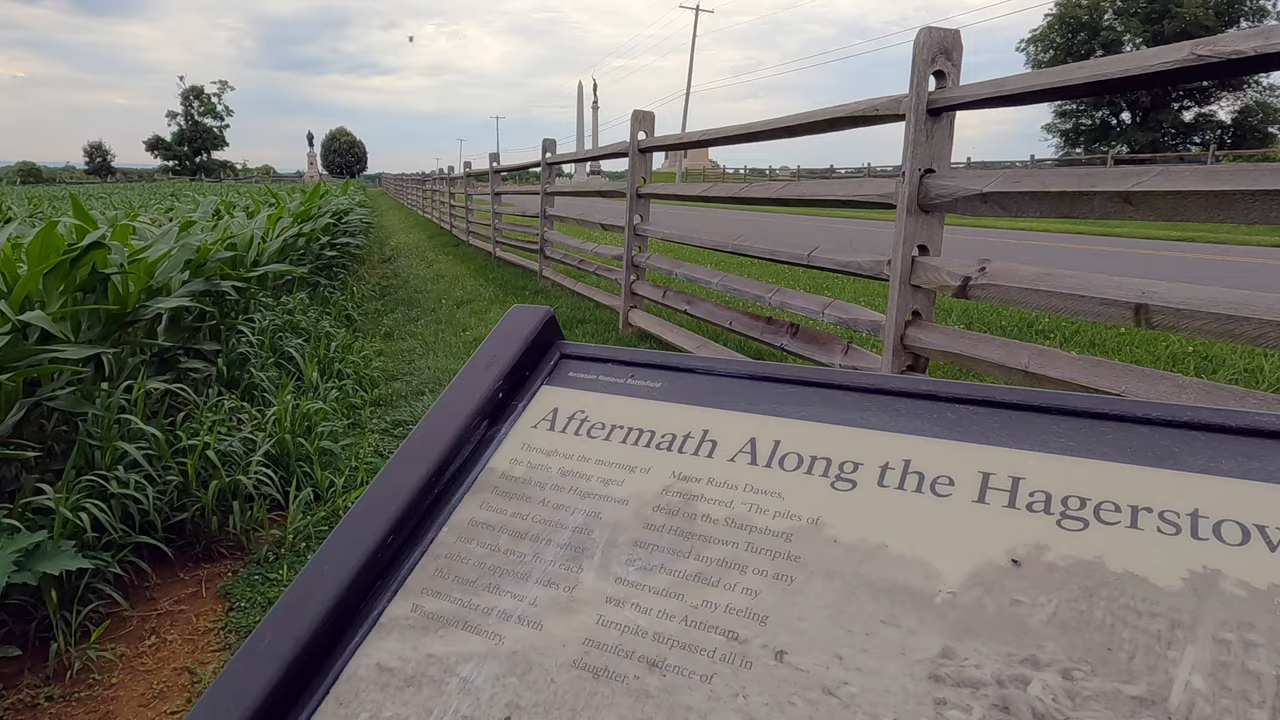 Antietam National Battlefield
Aftermath Along the Hagerstow
Throughout the morning of
the battle, fighting raged
here along the Hagerstown
Turnpike. At one point,
Union and Confederate
forces found themselves
just yards away from each
other on opposite sides of
this road. Afterward,
commander of the Sixth
Wisconsin Infantry,
Major Rufus Dawes,
remembered, “The piles of
dead on the Sharpsburg
and Hagerstown Turnpike
surpassed anything on any
other battlefield of my
observation...my feeling
was that the Antietam
Turnpike surpassed all in
manifest evidence of
slaughter.”